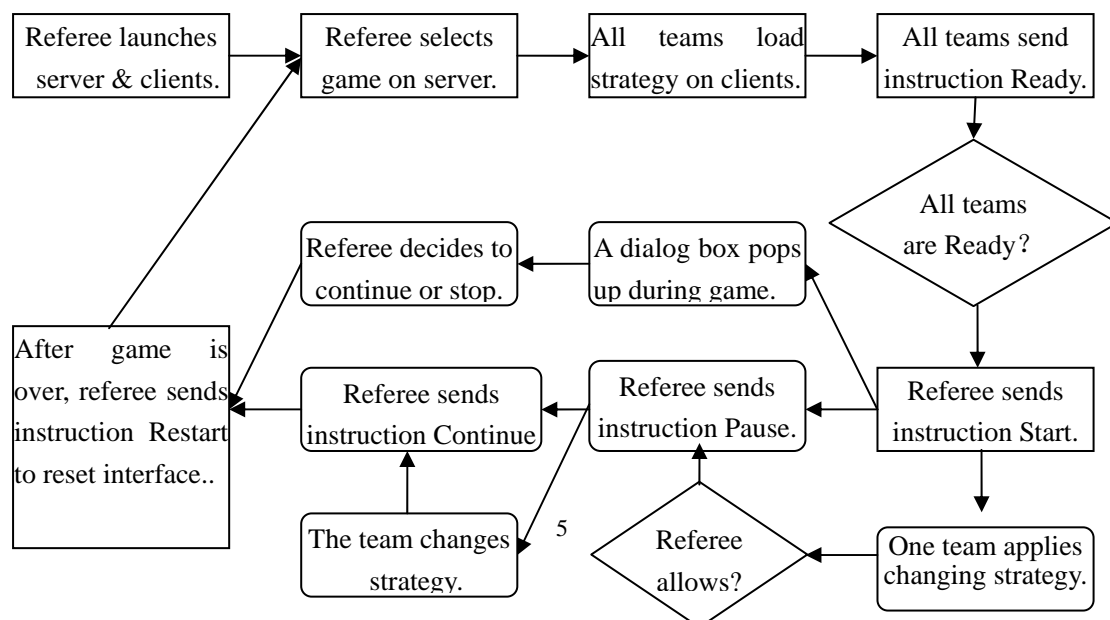 Referee launches
server & clients.
Referee selects
game on server.
All teams load
strategy on clients.
All teams send
instruction Ready.
All teams
are Ready？
Referee decides to
continue or stop.
A dialog box pops
up during game.
After game is
over, referee sends
instruction Restart
to reset interface..
Referee sends
instruction Continue
Referee sends
instruction Pause.
Referee sends
instruction Start.
The team changes
strategy.
5
Referee
allows?
One team applies
changing strategy.